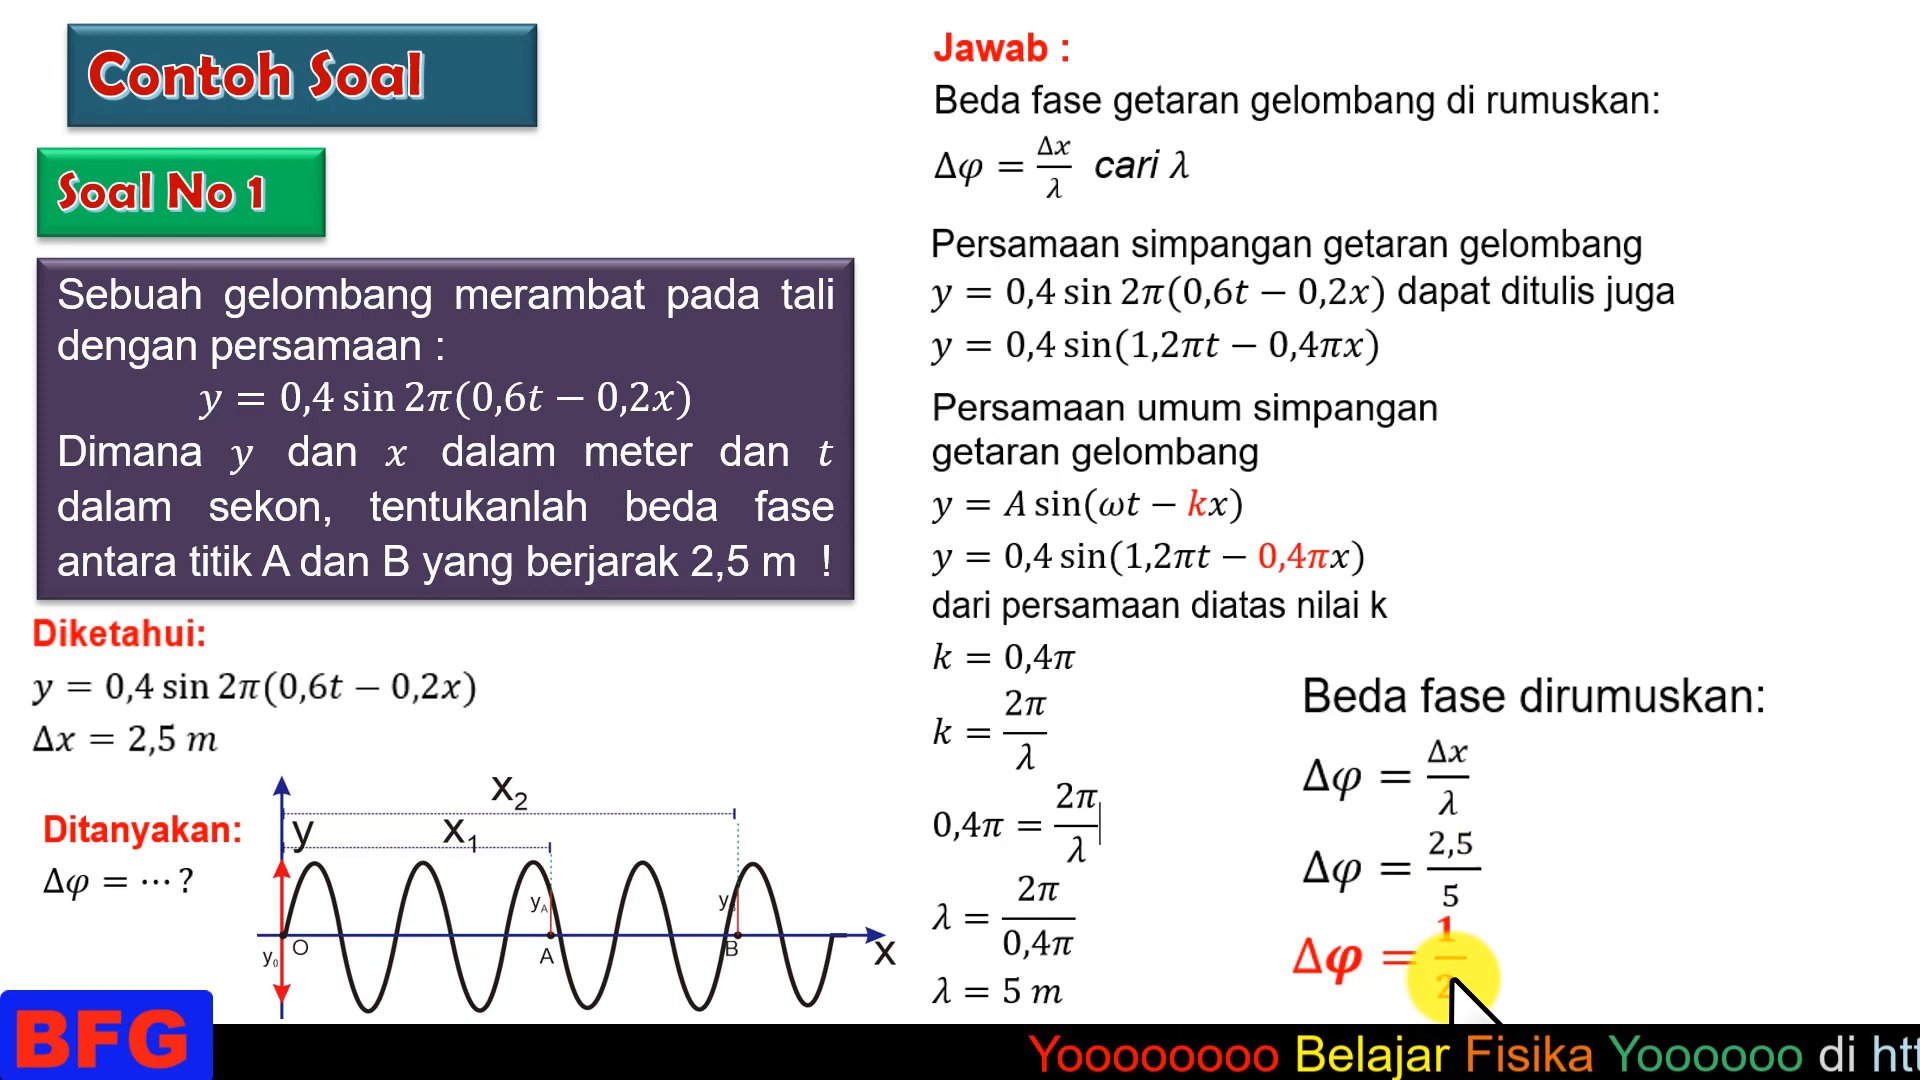 Contoh Soal
Soal No 1
Sebuah gelombang merambat pada tali
dengan persamaan :
y = 0,4 sin 2π(0,6t − 0,2x)
Dimana y dan x dalam meter dan t
dalam sekon, tentukanlah beda fase
antara titik A dan B yang berjarak 2,5 m !
Diketahui:
y = 0,4 sin 2π(0,6t − 0,2x)
Δx = 2,5 m
Ditanyakan:
Δφ = ⋯ ?
x₂
y
x₁
y_A
y
O
y₀
A
B
x
BFG
Jawab :
Beda fase getaran gelombang di rumuskan:
Δφ = Δx/λ cari λ
Persamaan simpangan getaran gelombang
y = 0,4 sin 2π(0,6t − 0,2x) dapat ditulis juga
y = 0,4 sin(1,2πt − 0,4πx)
Persamaan umum simpangan
getaran gelombang
y = A sin(ωt − kx)
y = 0,4 sin(1,2πt − 0,4πx)
dari persamaan diatas nilai k
k = 0,4π
k = 2π/λ
0,4π = 2π/λ
λ = 2π/0,4π
λ = 5 m
Beda fase dirumuskan:
Δφ = Δx/λ
Δφ = 2,5/5
Δφ = 1/2
Yoooooooo Belajar Fisika Yoooooo di htt